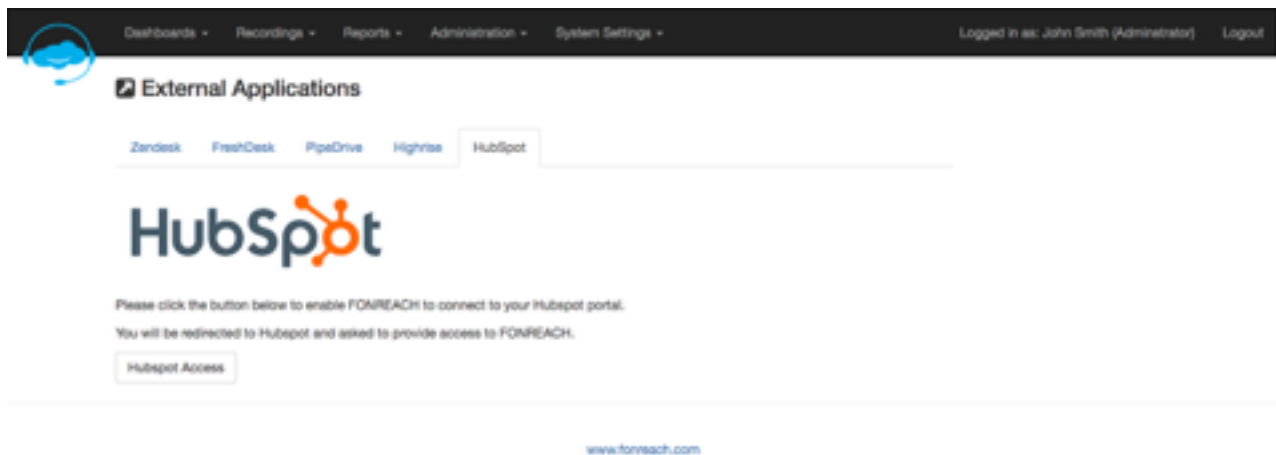 Dashboards Recordings Reports Administration System Settings Logged in as: John Smith (Adminstrator) Logout
External Applications
Zendesk FreshDesk PipeDrive Highrise HubSpot
HubSpot
Please click the button below to enable FONREACH to connect to your Hubspot portal.
You will be redirected to Hubspot and asked to provide access to FONREACH.
Hubspot Access
www.fonreach.com